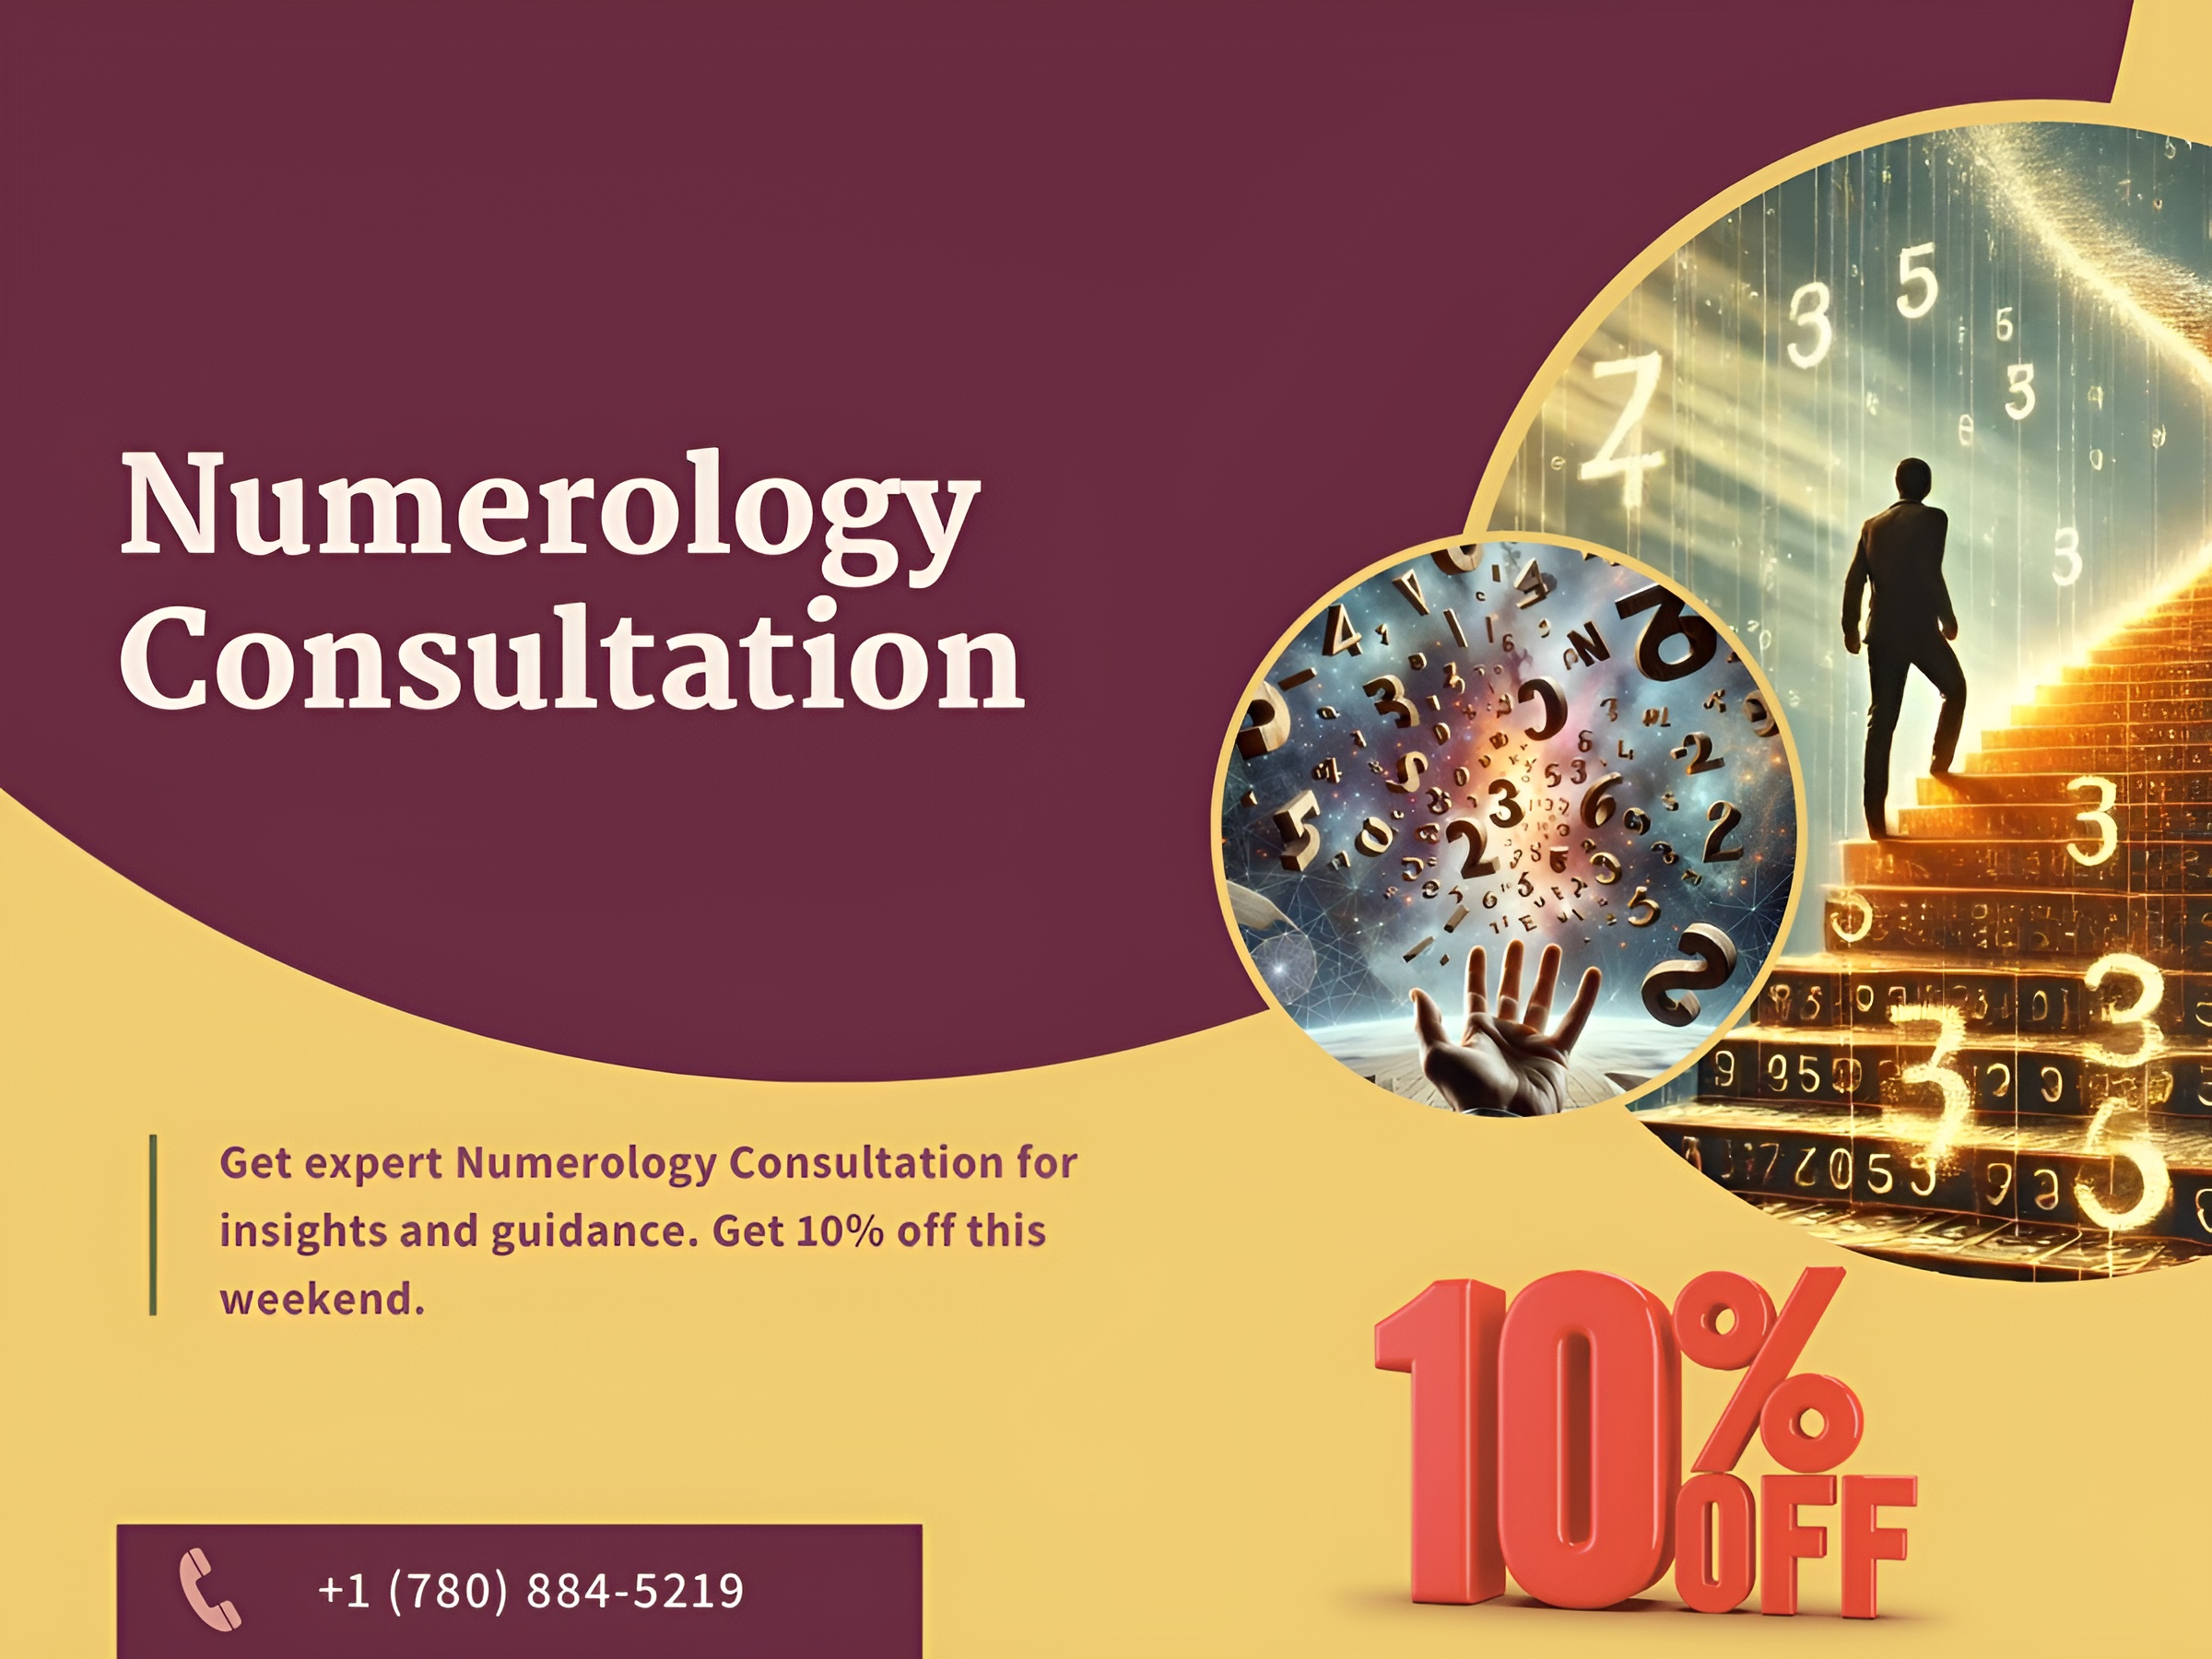 Numerology
Consultation
Get expert Numerology Consultation for
insights and guidance. Get 10% off this
weekend.
10%
OFF
+1 (780) 884-5219